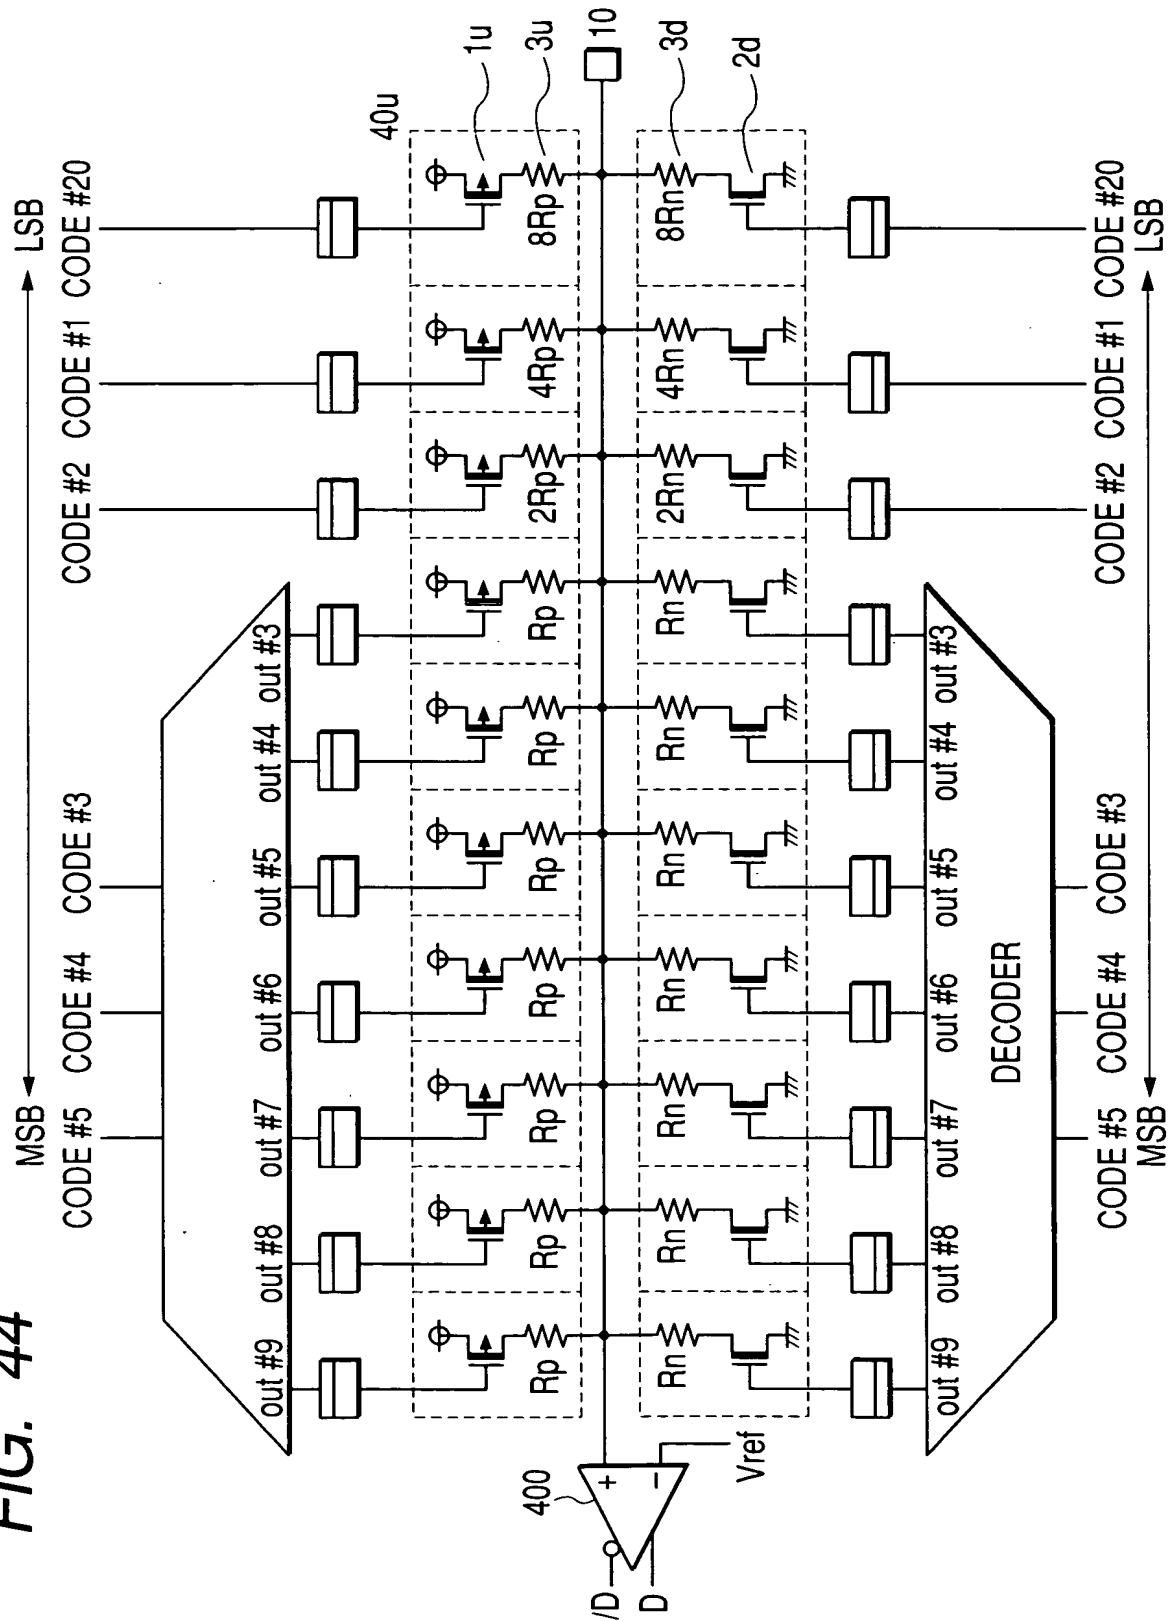 FIG. 44
MSB LSB
CODE #5 CODE #4 CODE #3 CODE #2 CODE #1 CODE #20
out #9 out #8 out #7 out #6 out #5 out #4 out #3
40u
1u
Rp Rp Rp Rp Rp Rp Rp 2Rp 4Rp 8Rp
3u
400
/D + 10
D −
Rn Rn Rn Rn Rn Rn Rn 2Rn 4Rn 8Rn
3d
Vref
2d
out #9 out #8 out #7 out #6 out #5 out #4 out #3
DECODER
CODE #5 CODE #4 CODE #3 CODE #2 CODE #1 CODE #20
MSB LSB